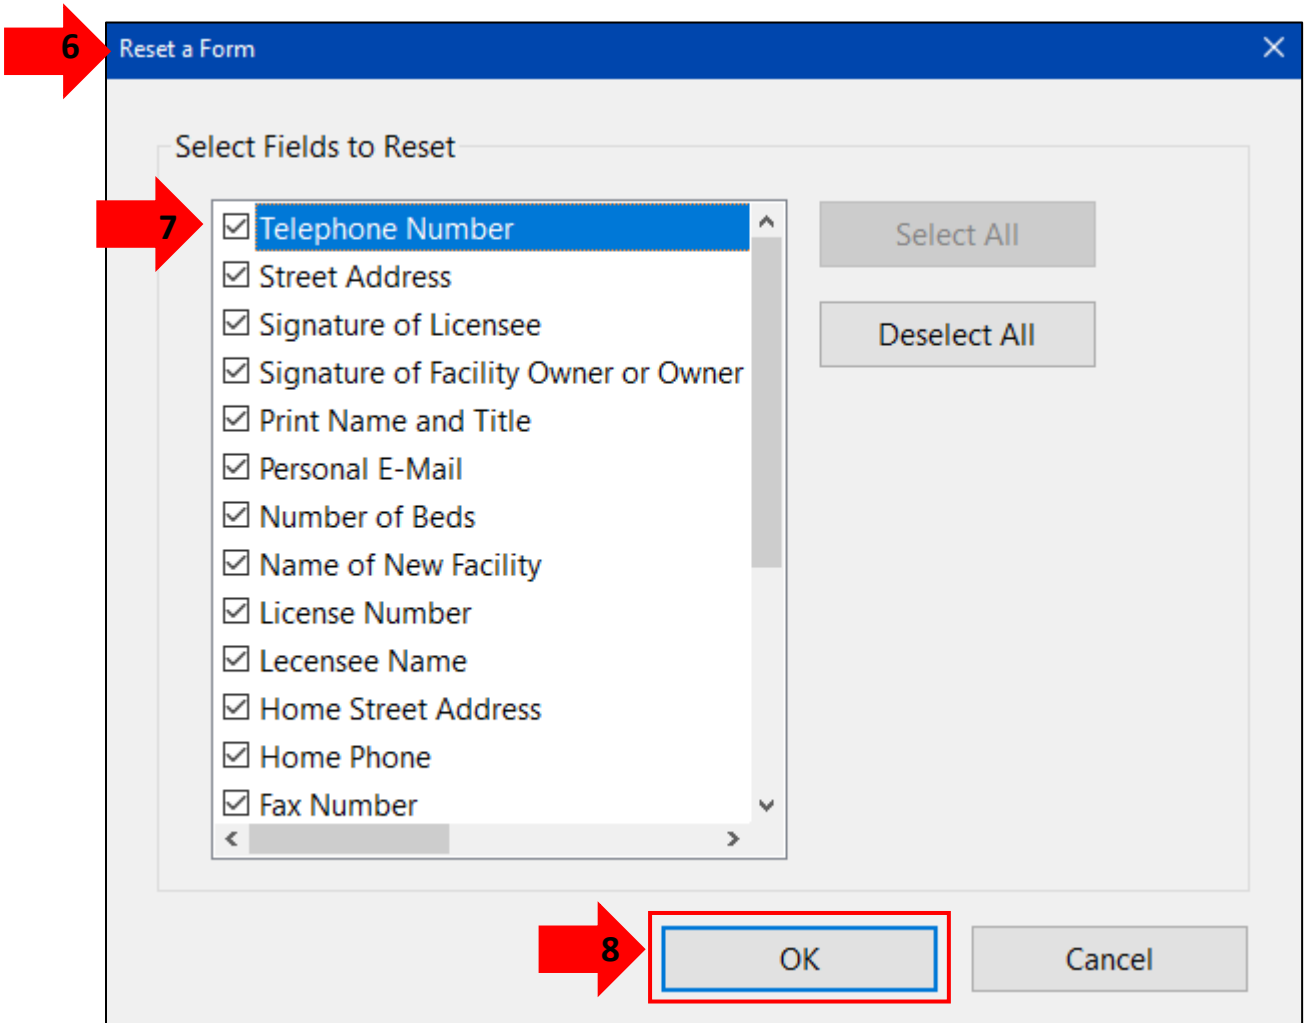 6
Reset a Form
Select Fields to Reset
7
Telephone Number
Street Address
Signature of Licensee
Signature of Facility Owner or Owner
Print Name and Title
Personal E-Mail
Number of Beds
Name of New Facility
License Number
Lecensee Name
Home Street Address
Home Phone
Fax Number
Select All
Deselect All
8
OK
Cancel